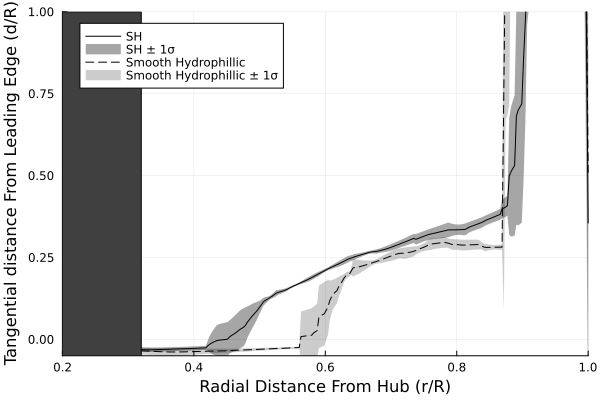 Tangential distance From Leading Edge (d/R)
1.00
0.75
0.50
0.25
0.00
SH
SH ± 1σ
Smooth Hydrophillic
Smooth Hydrophillic ± 1σ
0.2 0.4 0.6 0.8 1.0
Radial Distance From Hub (r/R)